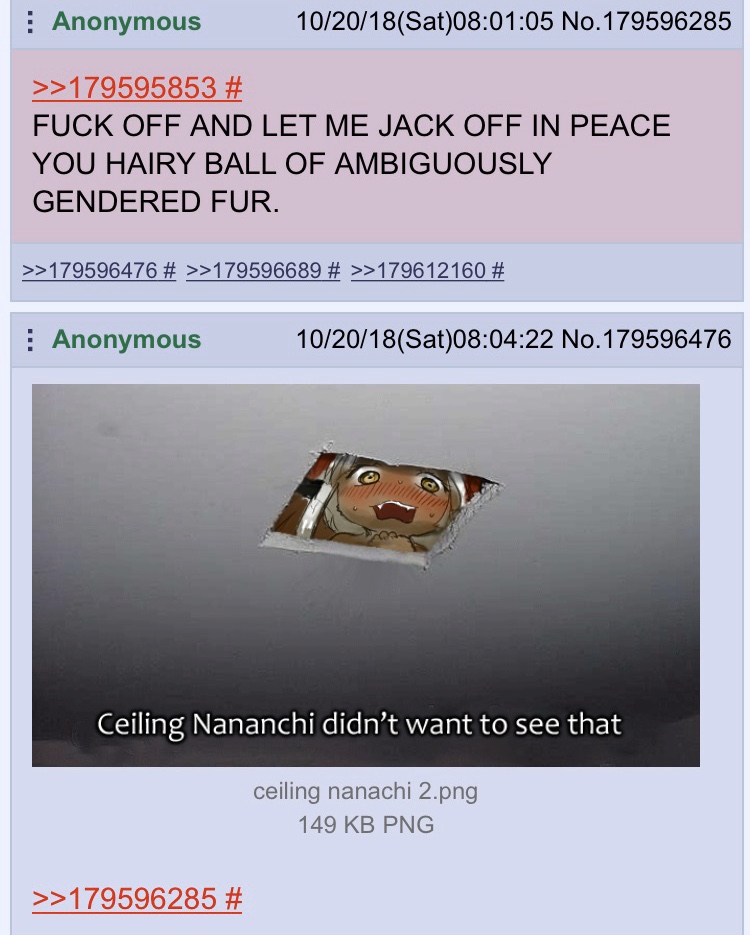 Anonymous 10/20/18(Sat)08:01:05 No.179596285
>>179595853 #
FUCK OFF AND LET ME JACK OFF IN PEACE
YOU HAIRY BALL OF AMBIGUOUSLY
GENDERED FUR.
>>179596476 # >>179596689 # >>179612160 #
Anonymous 10/20/18(Sat)08:04:22 No.179596476
Ceiling Nananchi didn't want to see that
ceiling nanachi 2.png
149 KB PNG
>>179596285 #